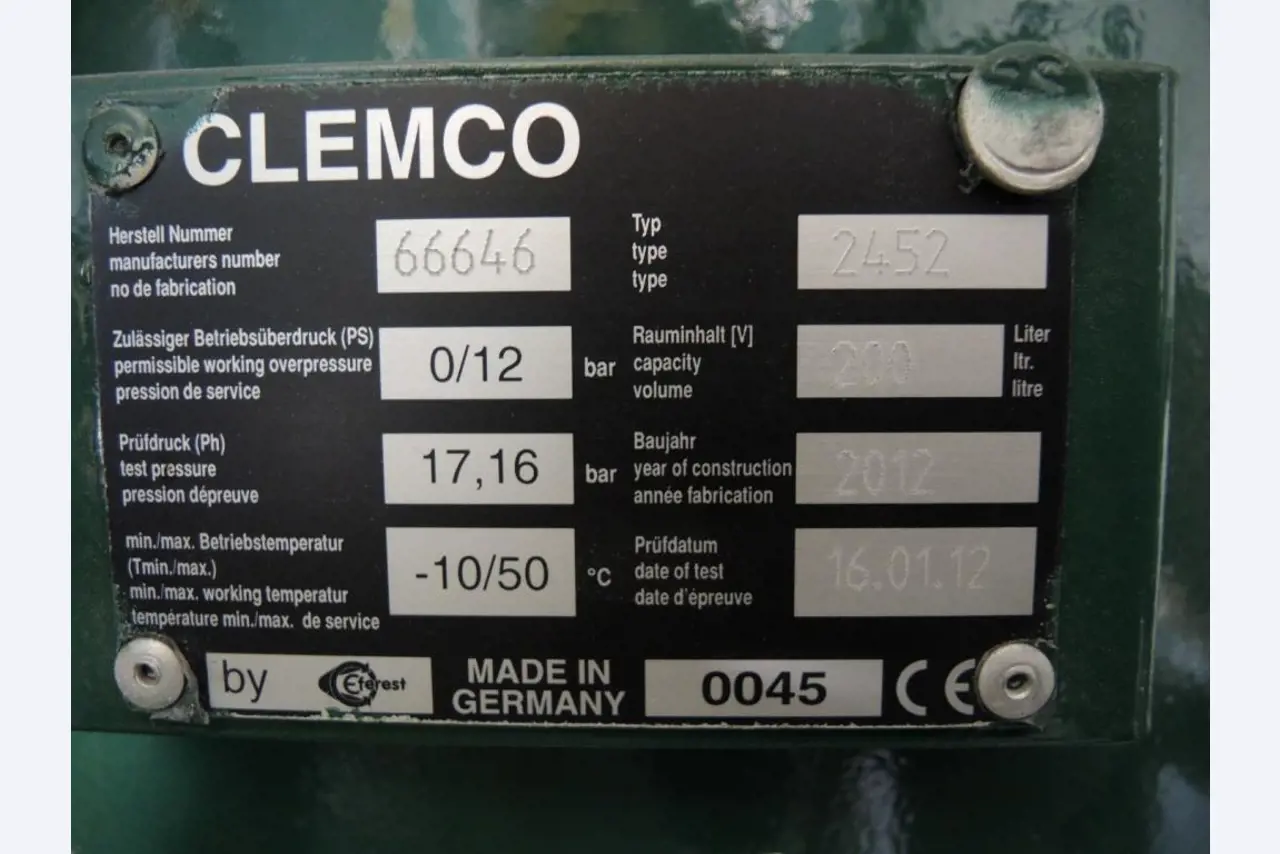 CLEMCO
Herstell Nummer
manufacturers number
no de fabrication
66646
Typ
type
type
2452
Zulässiger Betriebsüberdruck (PS)
permissible working overpressure
pression de service
0/12
bar
Rauminhalt [V]
capacity
volume
200
Liter
ltr.
litre
Prüfdruck (Ph)
test pressure
pression dépreuve
17,16
bar
Baujahr
year of construction
année fabrication
2012
min./max. Betriebstemperatur
(Tmin./max.)
min./max. working temperatur
température min./max. de service
-10/50
°C
Prüfdatum
date of test
date d'épreuve
16.01.12
by
Eferest
MADE IN
GERMANY
0045
CE